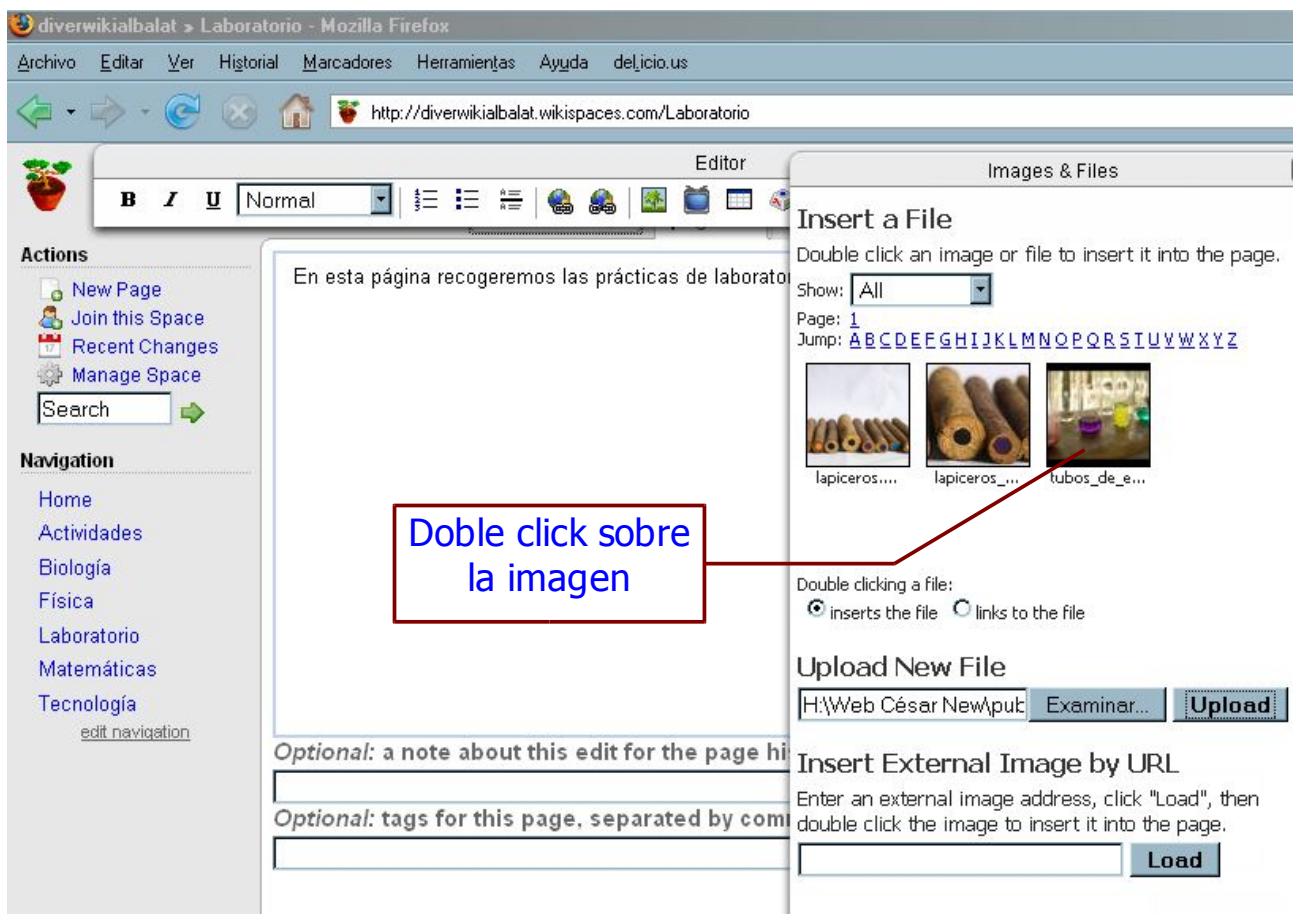 diverwikialbalat » Laboratorio - Mozilla Firefox
Archivo Editar Ver Historial Marcadores Herramientas Ayuda del.icio.us
http://diverwikialbalat.wikispaces.com/Laboratorio
Editor
B I U Normal
Actions
New Page
Join this Space
17
Recent Changes
Manage Space
Search
Navigation
Home
Actividades
Biología
Física
Laboratorio
Matemáticas
Tecnología
edit navigation
En esta página recogeremos las prácticas de laborato
Doble click sobre
la imagen
Optional: a note about this edit for the page hi
Optional: tags for this page, separated by com
Images & Files
Insert a File
Double click an image or file to insert it into the page.
Show: All
Page: 1
Jump: A B C D E F G H I J K L M N O P Q R S T U V W X Y Z
lapiceros.... lapiceros_... tubos_de_e...
Double clicking a file:
inserts the file links to the file
Upload New File
H:\Web César New\pub Examinar... Upload
Insert External Image by URL
Enter an external image address, click "Load", then
double click the image to insert it into the page.
Load